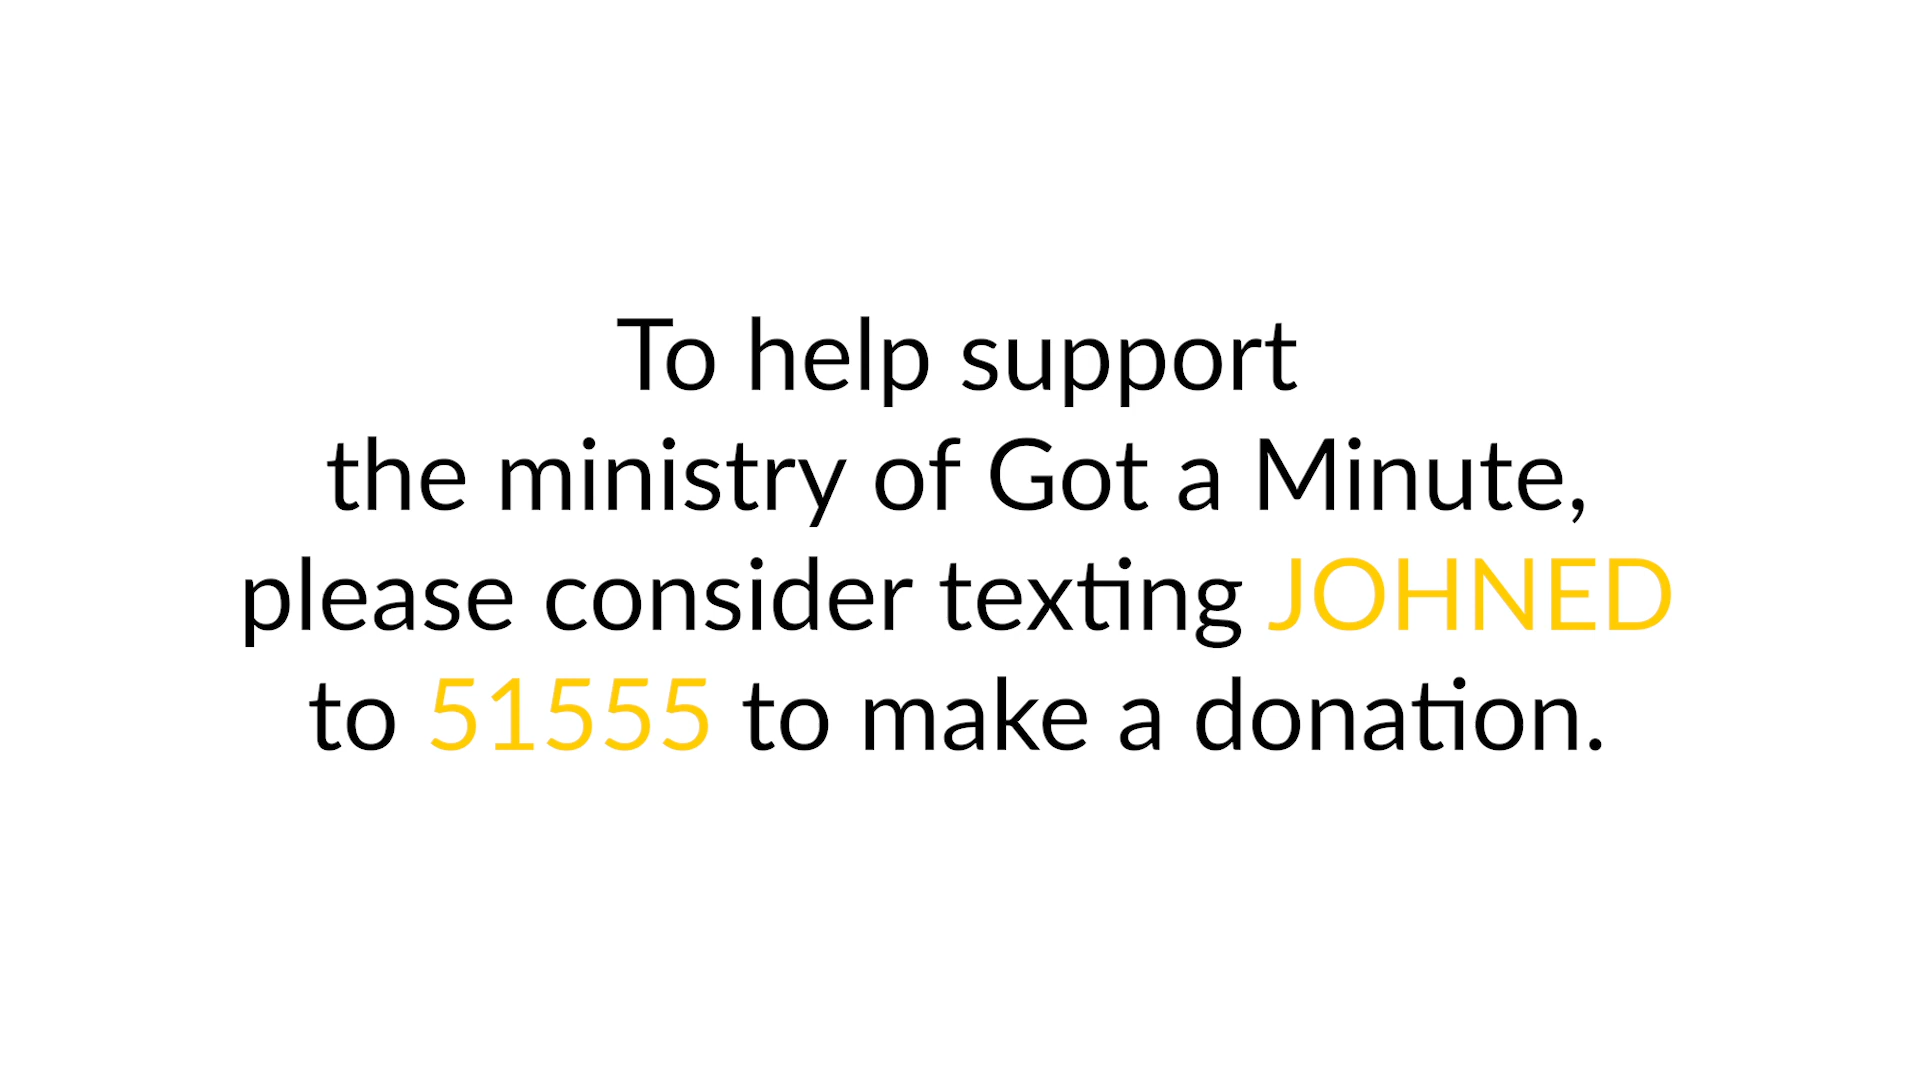 To help support
the ministry of Got a Minute,
please consider texting JOHNED
to 51555 to make a donation.